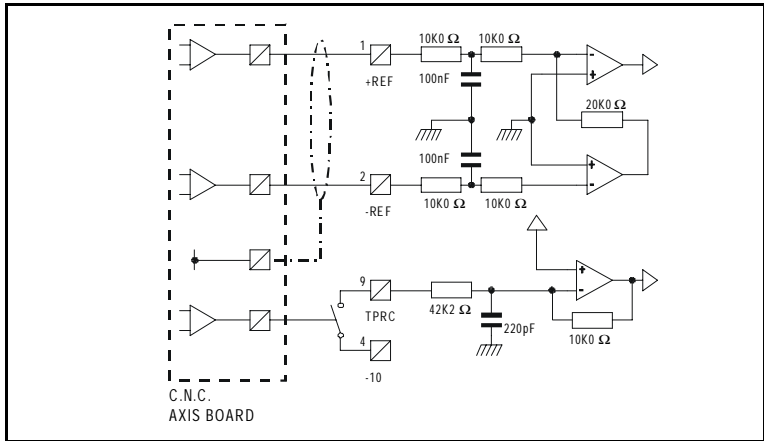 1
10K0 Ω
10K0 Ω
-
+
+REF
100nF
20K0 Ω
100nF
+
-
2
10K0 Ω
10K0 Ω
-REF
9
+
-
TPRC
42K2 Ω
220pF
10K0 Ω
4
-10
C.N.C.
AXIS BOARD